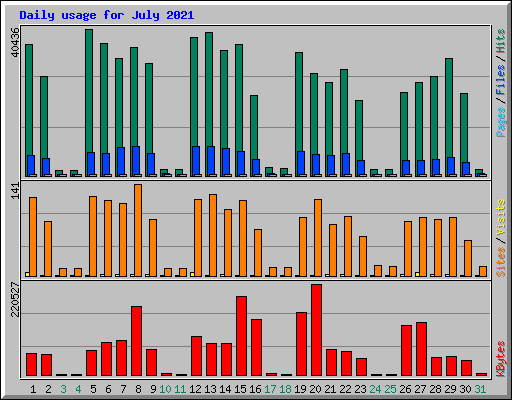 Daily usage for July 2021
40436
Pages / Files / Hits
141
Sites / Visits
220527
KBytes
1 2 3 4 5 6 7 8 9 10 11 12 13 14 15 16 17 18 19 20 21 22 23 24 25 26 27 28 29 30 31